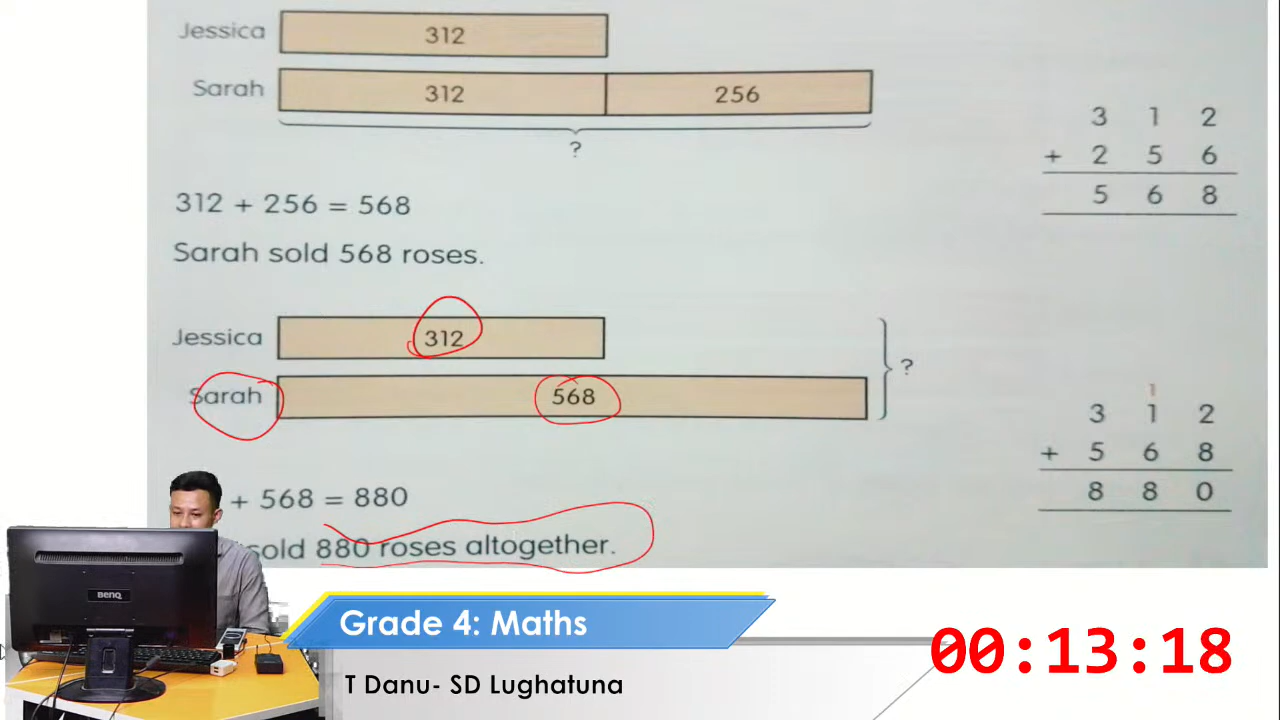 Jessica 312
Sarah 312 256
?
3 1 2
+ 2 5 6
5 6 8
312 + 256 = 568
Sarah sold 568 roses.
Jessica 312
Sarah 568
?
1
3 1 2
+ 5 6 8
8 8 0
+ 568 = 880
sold 880 roses altogether.
BENQ
Grade 4: Maths
T Danu- SD Lughatuna
00:13:18